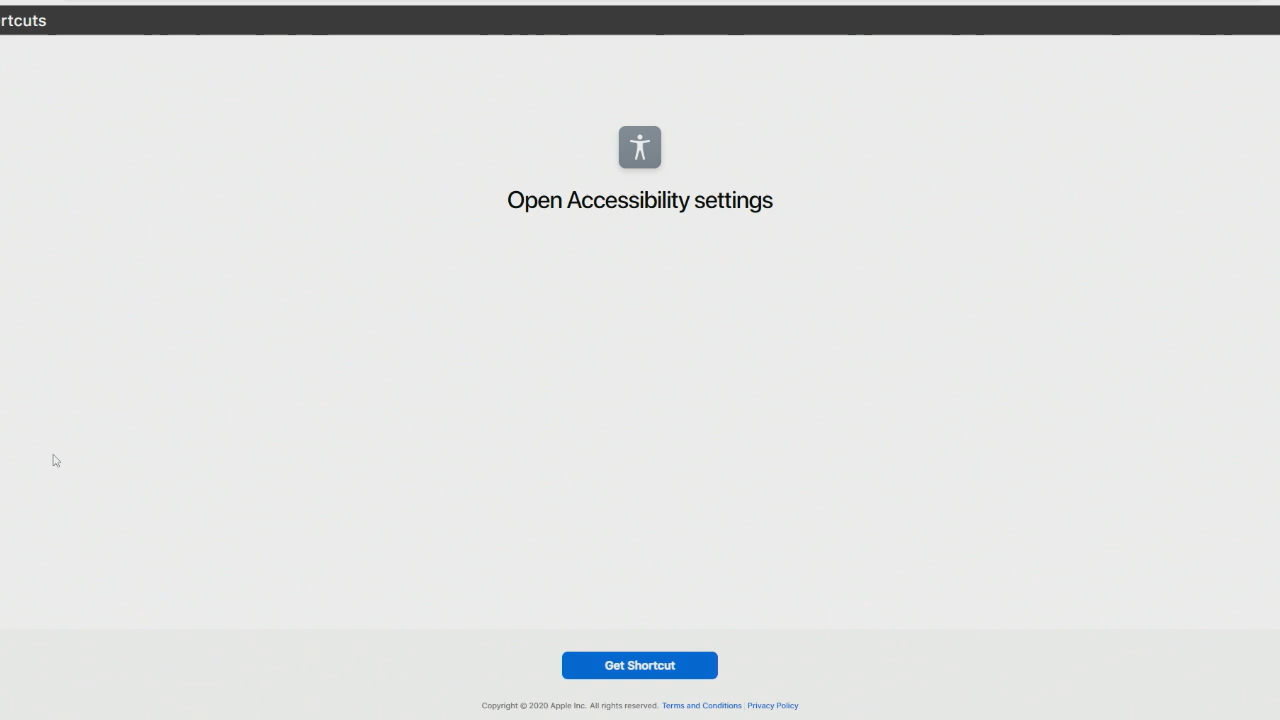 rtcuts
Open Accessibility settings
Get Shortcut
Copyright © 2020 Apple Inc. All rights reserved. Terms and Conditions | Privacy Policy